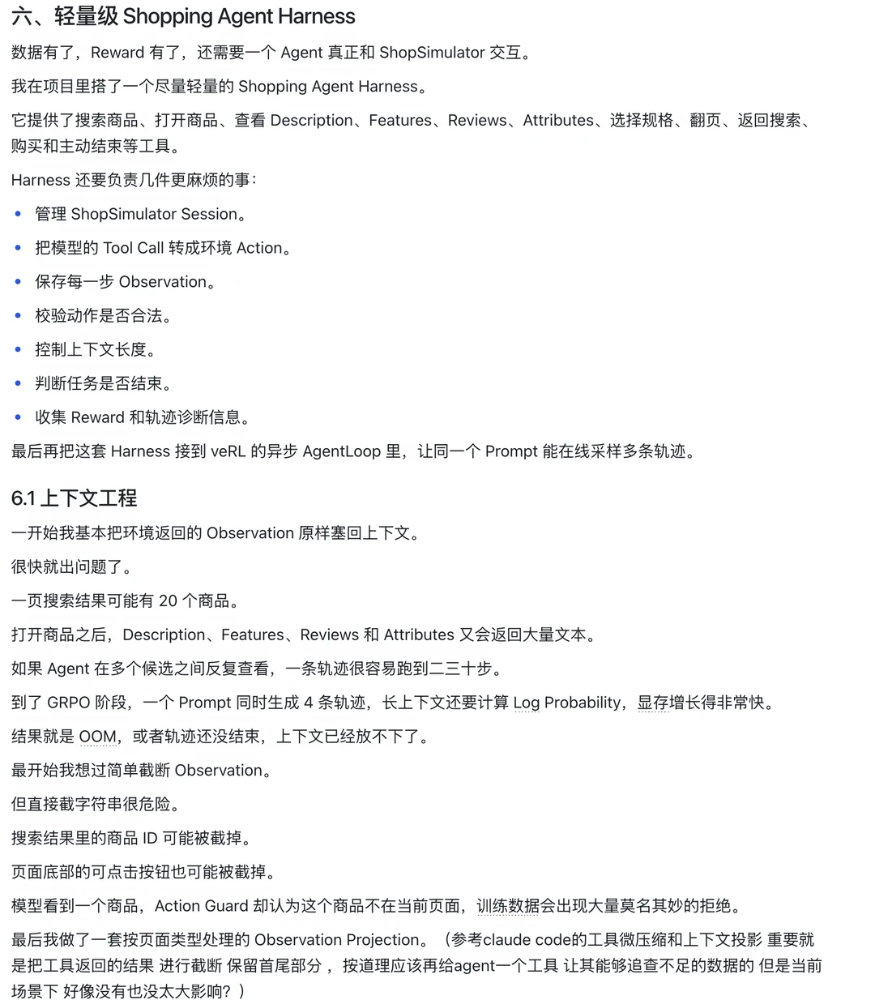 六、轻量级 Shopping Agent Harness
数据有了，Reward 有了，还需要一个 Agent 真正和 ShopSimulator 交互。
我在项目里搭了一个尽量轻量的 Shopping Agent Harness。
它提供了搜索商品、打开商品、查看 Description、Features、Reviews、Attributes、选择规格、翻页、返回搜索、
购买和主动结束等工具。
Harness 还要负责几件更麻烦的事：
• 管理 ShopSimulator Session。
• 把模型的 Tool Call 转成环境 Action。
• 保存每一步 Observation。
• 校验动作是否合法。
• 控制上下文长度。
• 判断任务是否结束。
• 收集 Reward 和轨迹诊断信息。
最后再把这套 Harness 接到 veRL 的异步 AgentLoop 里，让同一个 Prompt 能在线采样多条轨迹。
6.1 上下文工程
一开始我基本把环境返回的 Observation 原样塞回上下文。
很快就出问题了。
一页搜索结果可能有 20 个商品。
打开商品之后，Description、Features、Reviews 和 Attributes 又会返回大量文本。
如果 Agent 在多个候选之间反复查看，一条轨迹很容易跑到二三十步。
到了 GRPO 阶段，一个 Prompt 同时生成 4 条轨迹，长上下文还要计算 Log Probability，显存增长得非常快。
结果就是 OOM，或者轨迹还没结束，上下文已经放不下了。
最开始我想过简单截断 Observation。
但直接截字符串很危险。
搜索结果里的商品 ID 可能被截掉。
页面底部的可点击按钮也可能被截掉。
模型看到一个商品，Action Guard 却认为这个商品不在当前页面，训练数据会出现大量莫名其妙的拒绝。
最后我做了一套按页面类型处理的 Observation Projection。（参考claude code的工具微压缩和上下文投影 重要就
是把工具返回的结果 进行截断 保留首尾部分 ，按道理应该再给agent一个工具 让其能够追查不足的数据的 但是当前
场景下 好像没有也没太大影响？）